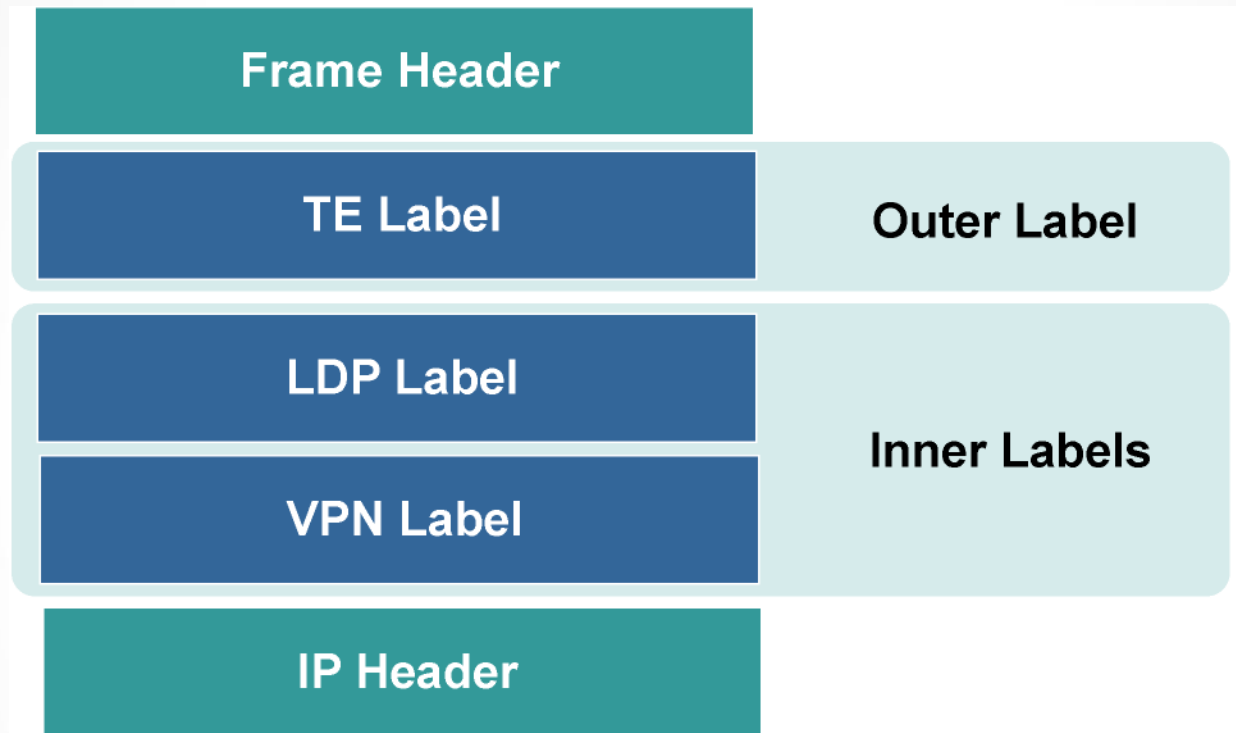 Frame Header
TE Label
Outer Label
LDP Label
Inner Labels
VPN Label
IP Header